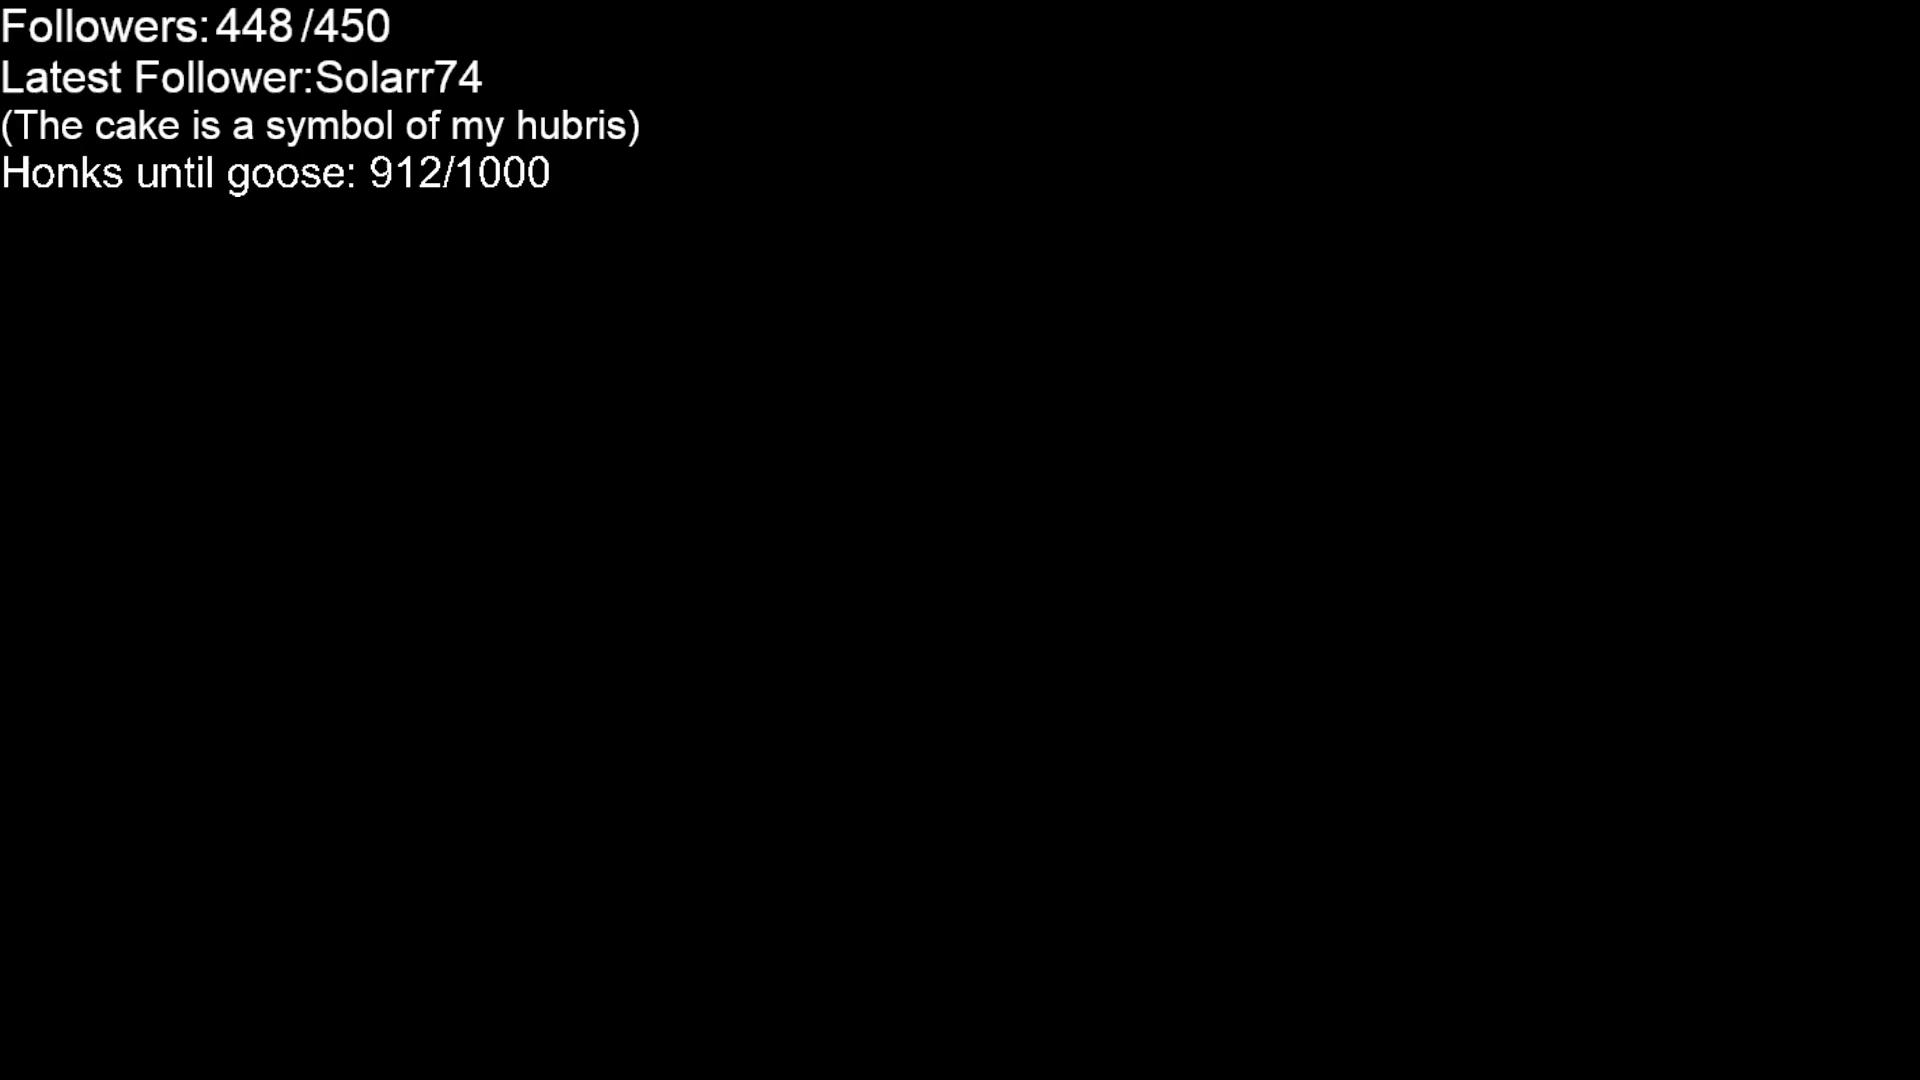 Followers: 448 /450
Latest Follower:Solarr74
(The cake is a symbol of my hubris)
Honks until goose: 912/1000